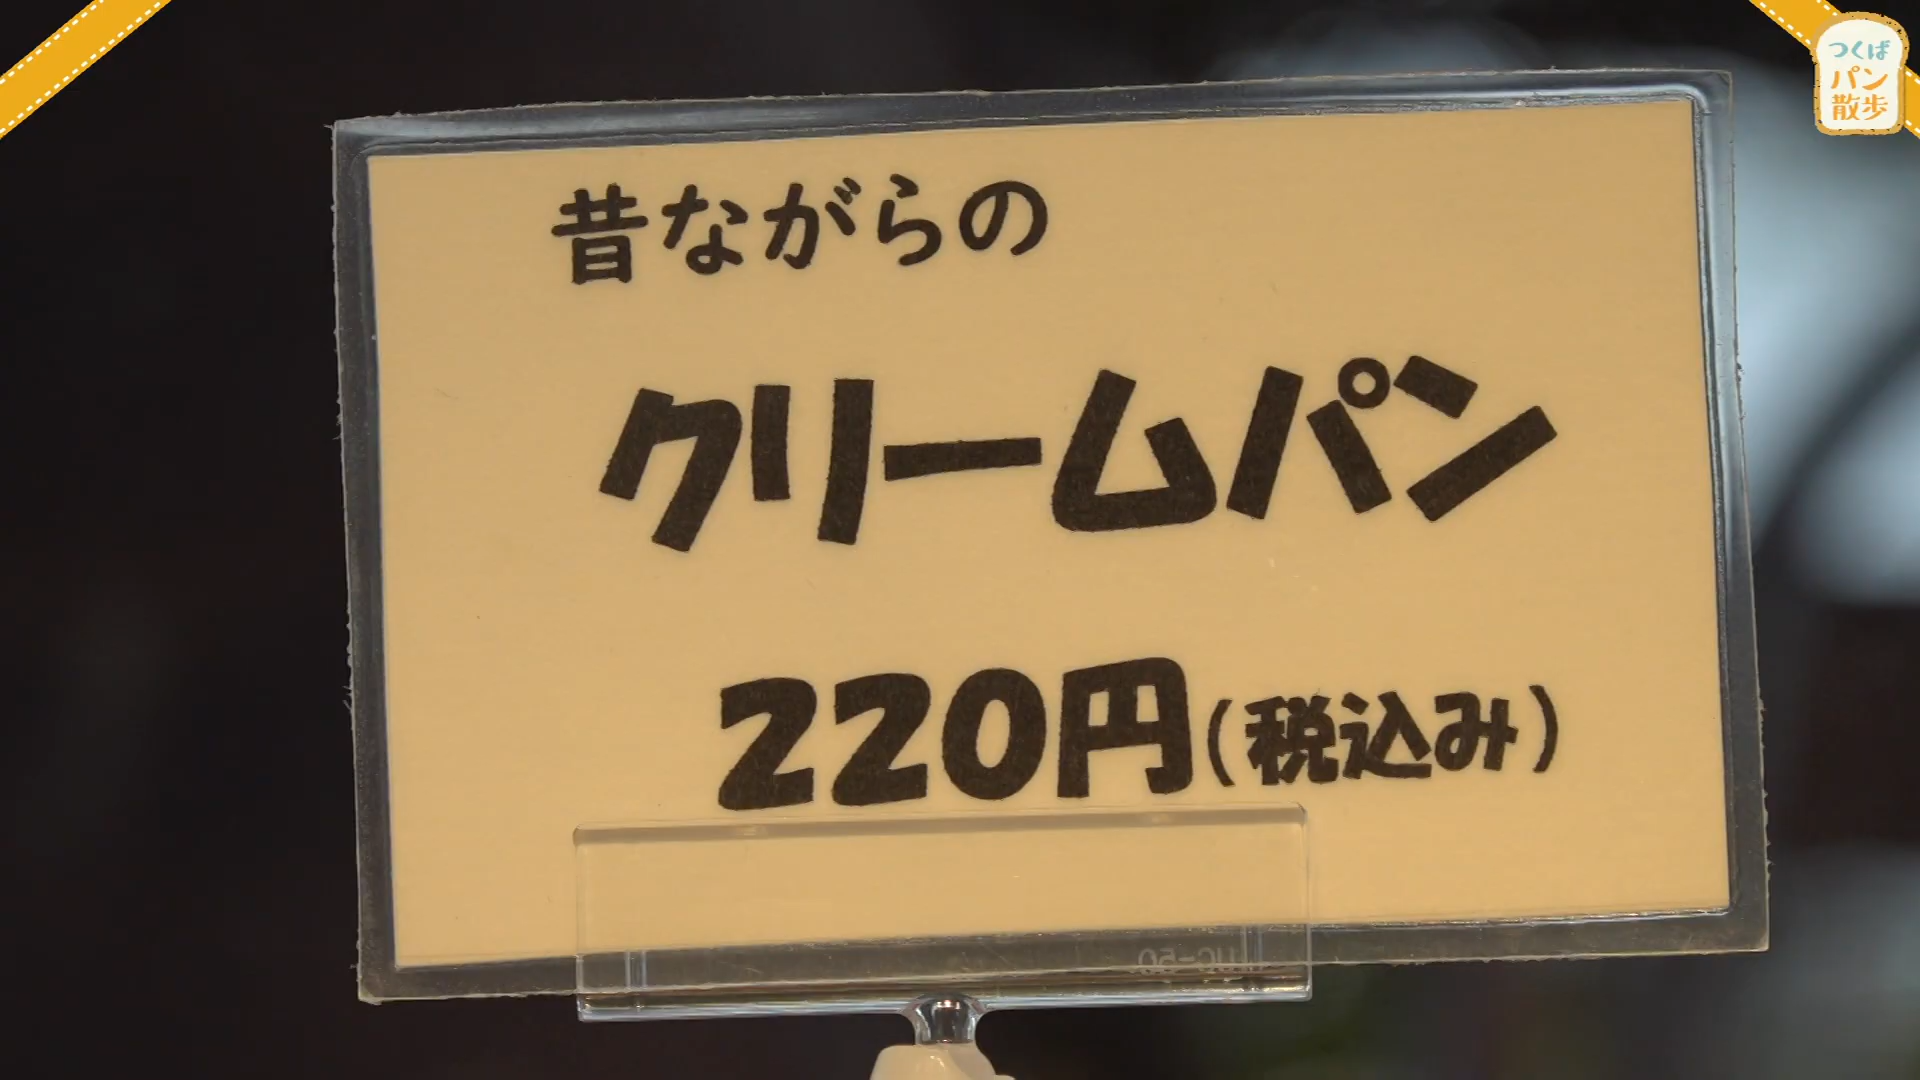 つくば
パン
散歩
昔ながらの
クリームパン
220円(税込み)